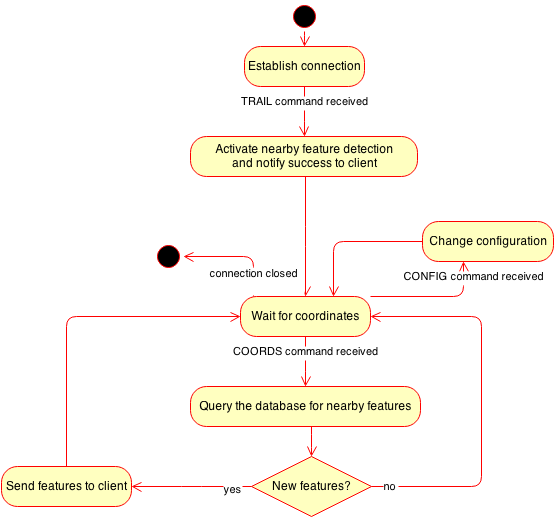 Establish connection
TRAIL command received
Activate nearby feature detection
and notify success to client
Change configuration
connection closed
CONFIG command received
Wait for coordinates
COORDS command received
Query the database for nearby features
Send features to client
yes
New features?
no